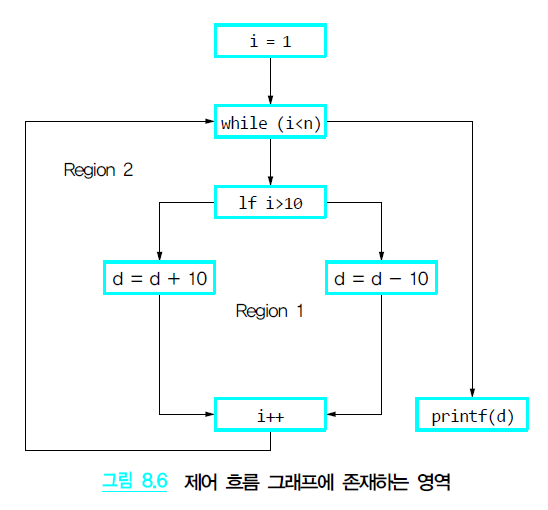 i = 1
while (i<n)
Region 2
lf i>10
d = d + 10
d = d − 10
Region 1
i++
printf(d)
그림 8.6 제어 흐름 그래프에 존재하는 영역